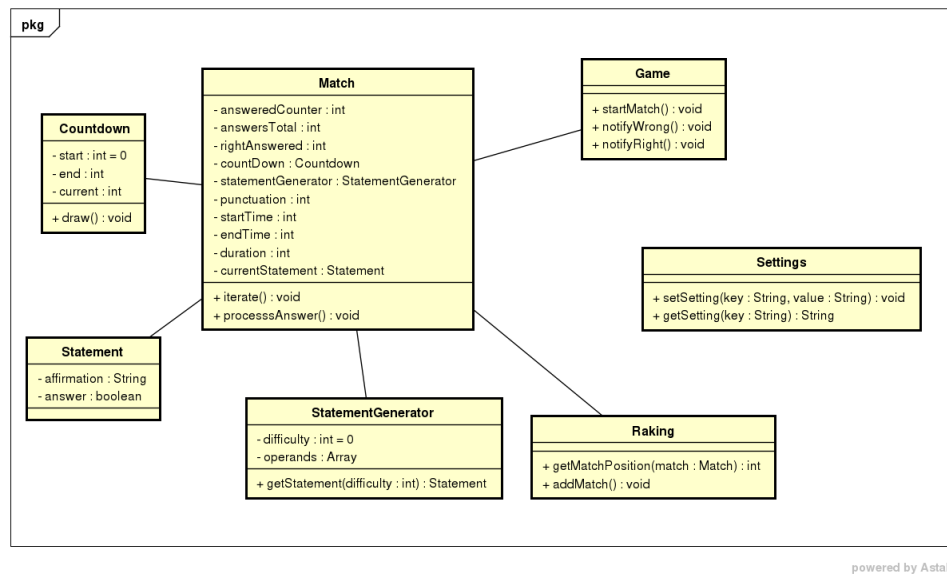 pkg
Match
- answeredCounter : int
- answersTotal : int
- rightAnswered : int
- countDown : Countdown
- statementGenerator : StatementGenerator
- punctuation : int
- startTime : int
- endTime : int
- duration : int
- currentStatement : Statement
+ iterate() : void
+ processsAnswer() : void
Game
+ startMatch() : void
+ notifyWrong() : void
+ notifyRight() : void
Countdown
- start : int = 0
- end : int
- current : int
+ draw() : void
Settings
+ setSetting(key : String, value : String) : void
+ getSetting(key : String) : String
Statement
- affirmation : String
- answer : boolean
StatementGenerator
- difficulty : int = 0
- operands : Array
+ getStatement(difficulty : int) : Statement
Raking
+ getMatchPosition(match : Match) : int
+ addMatch() : void
powered by Asta